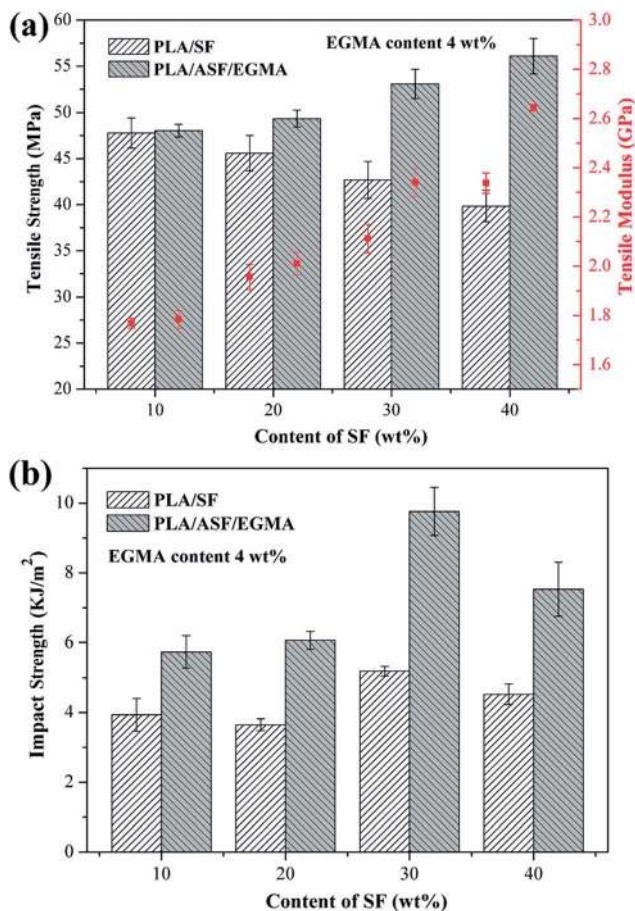 (a)
PLA/SF
PLA/ASF/EGMA
EGMA content 4 wt%
Tensile Strength (MPa)
60
55
50
45
40
35
30
25
20
Tensile Modulus (GPa)
3.0
2.8
2.6
2.4
2.2
2.0
1.8
1.6
10 20 30 40
Content of SF (wt%)
(b)
PLA/SF
PLA/ASF/EGMA
EGMA content 4 wt%
Impact Strength (KJ/m²)
10
8
6
4
2
0
10 20 30 40
Content of SF (wt%)